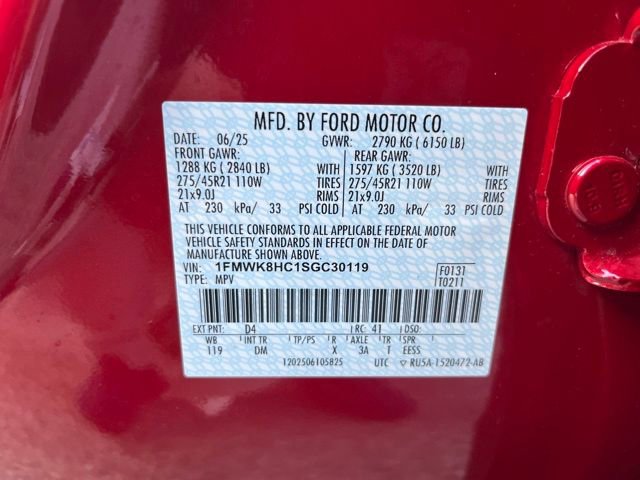 MFD. BY FORD MOTOR CO.
DATE: 06/25 GVWR: 2790 KG ( 6150 LB)
FRONT GAWR: REAR GAWR:
1288 KG ( 2840 LB) WITH 1597 KG ( 3520 LB) WITH
275/45R21 110W TIRES 275/45R21 110W TIRES
21x9.0J RIMS 21x9.0J RIMS
AT 230 kPa/ 33 PSI COLD AT 230 kPa/ 33 PSI COLD
THIS VEHICLE CONFORMS TO ALL APPLICABLE FEDERAL MOTOR
VEHICLE SAFETY STANDARDS IN EFFECT ON THE DATE OF
MANUFACTURE SHOWN ABOVE.
VIN: 1FMWK8HC1SGC30119 F0131
TYPE: MPV T0211
EXT PNT: D4 RC: 41 DSO:
WB INT TR TP/PS R AXLE TR SPR
119 DM X 3A T EESS
1202506105825 UTC ▽ RU5A-1520472-AB